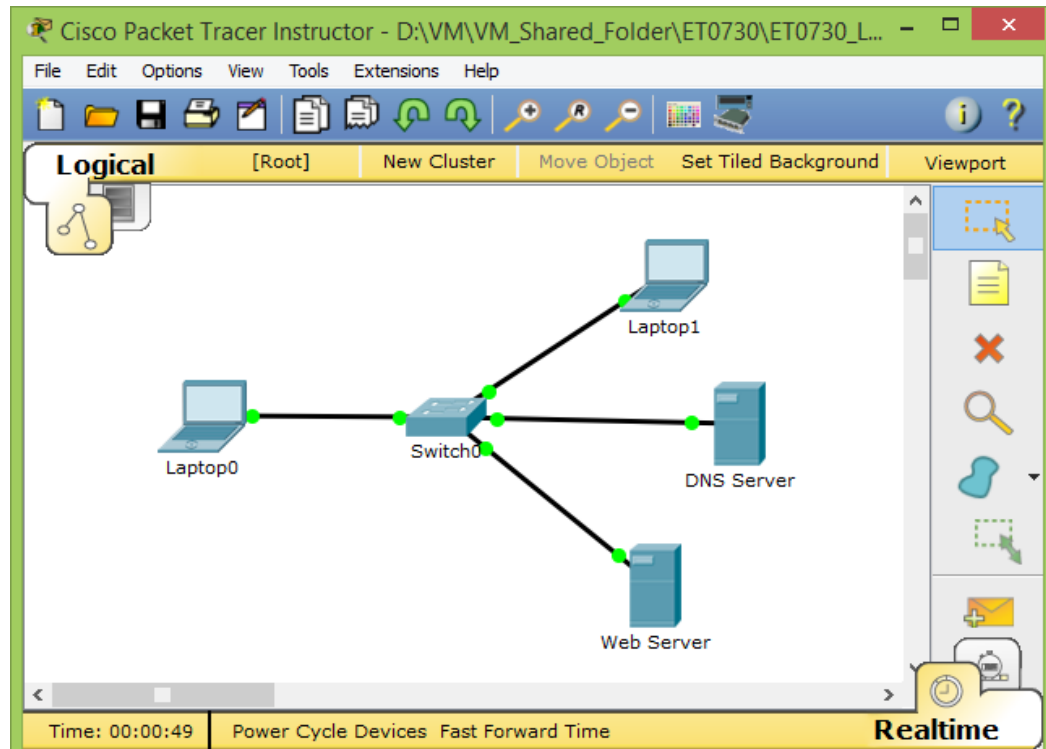 Cisco Packet Tracer Instructor - D:\VM\VM_Shared_Folder\ET0730\ET0730_L...
File Edit Options View Tools Extensions Help
Logical [Root] New Cluster Move Object Set Tiled Background Viewport
Laptop1
Laptop0
Switch0
DNS Server
Web Server
Time: 00:00:49 Power Cycle Devices Fast Forward Time Realtime